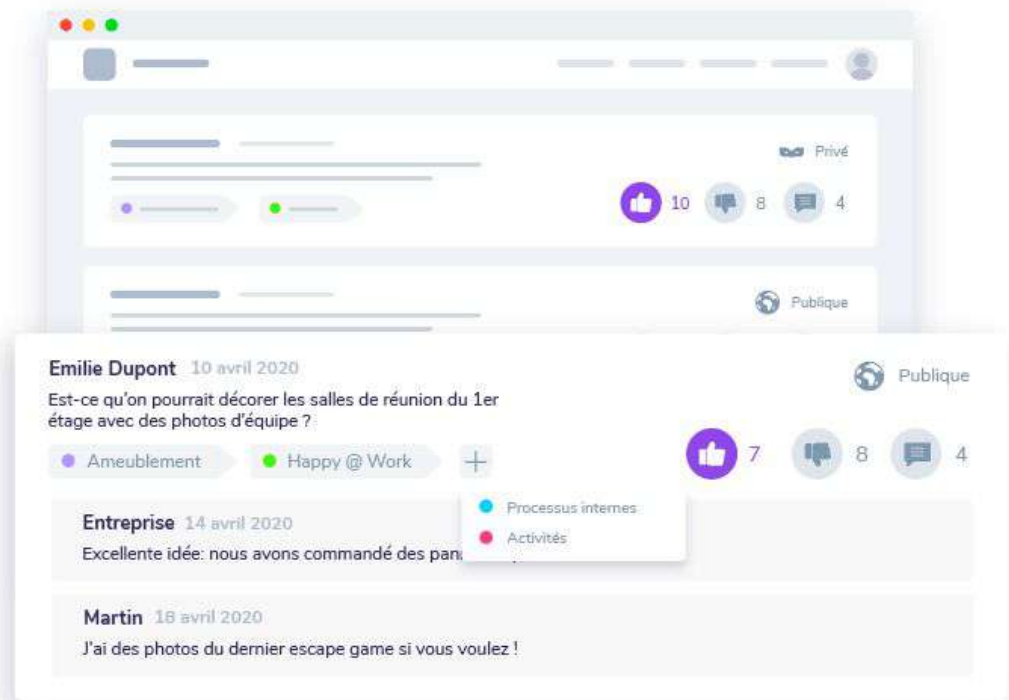 Privé
10 8 4
Publique
Emilie Dupont 10 avril 2020
Publique
Est-ce qu'on pourrait décorer les salles de réunion du 1er
étage avec des photos d'équipe ?
Ameublement Happy @ Work +
7 8 4
Processus internes
Activités
Entreprise 14 avril 2020
Excellente idée: nous avons commandé des
Martin 18 avril 2020
J'ai des photos du dernier escape game si vous voulez !